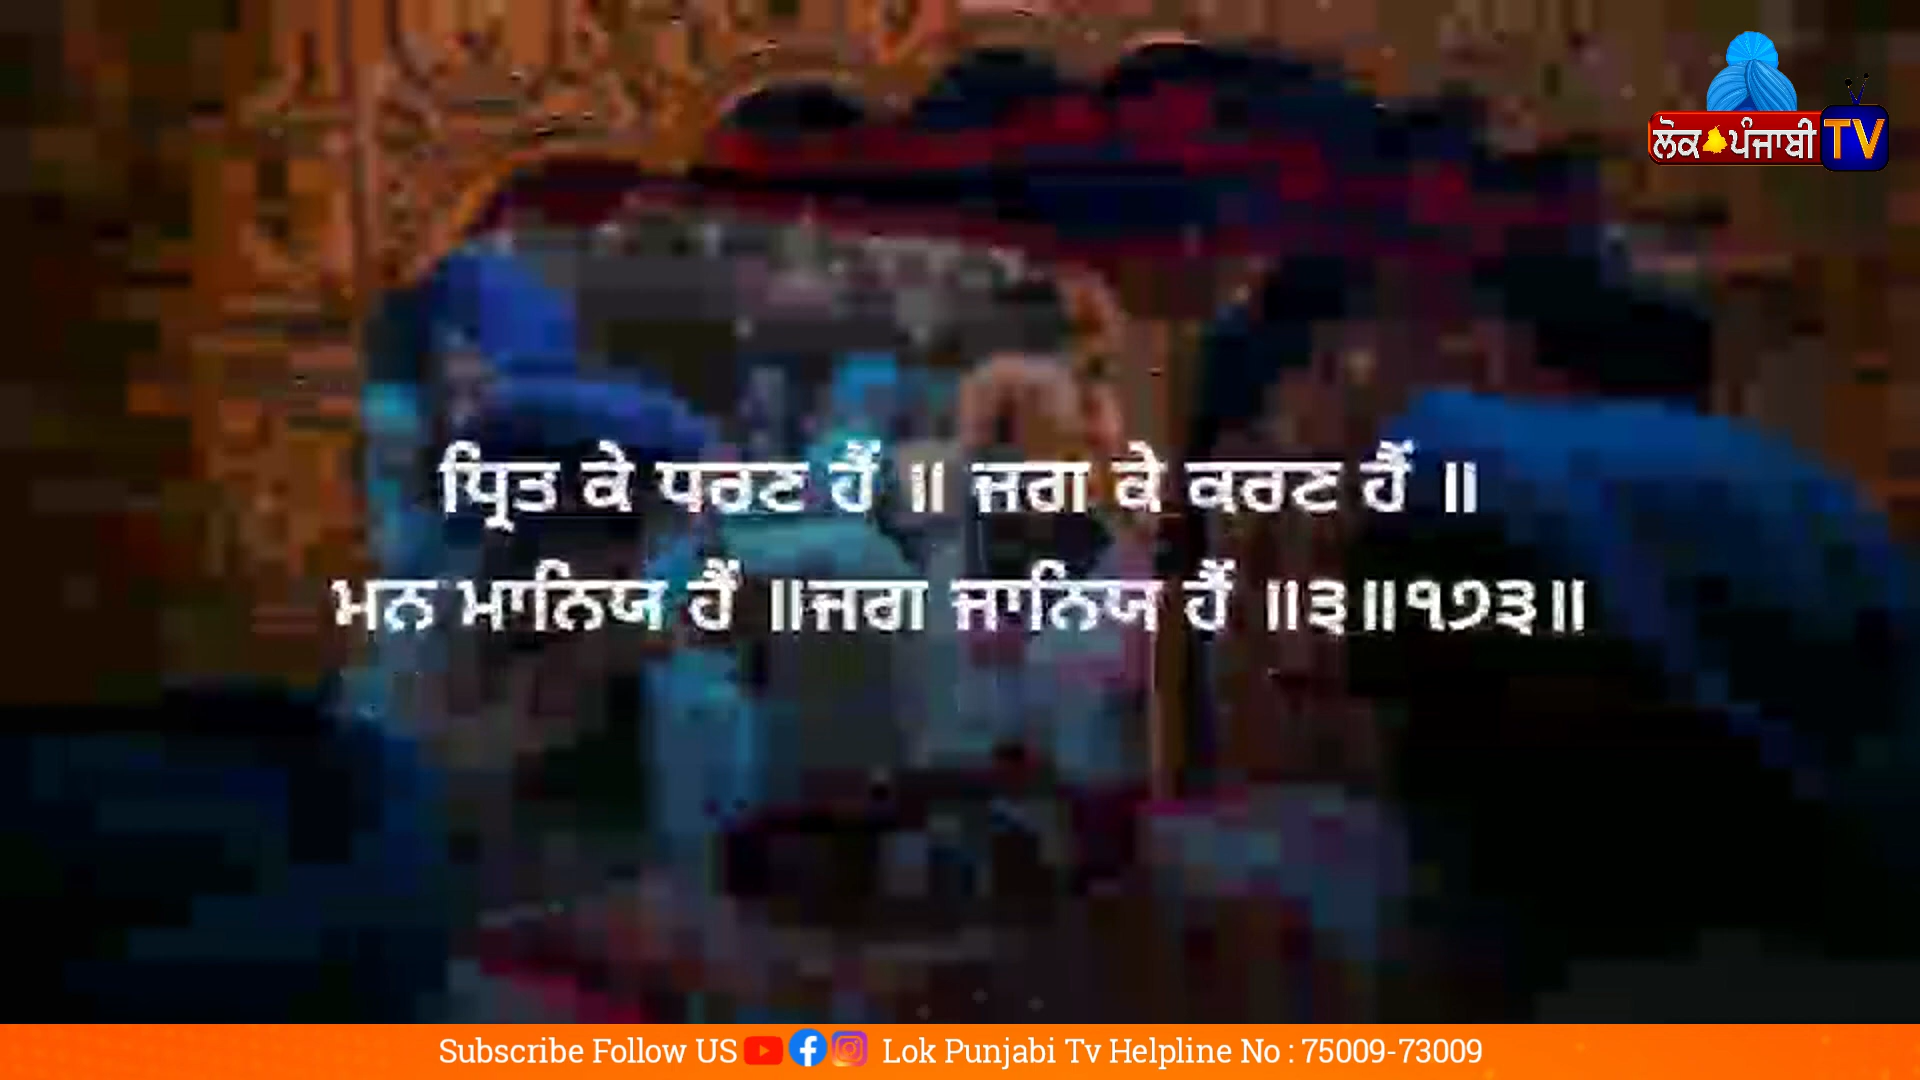 ਲੋਕ ਪੰਜਾਬੀ TV
ਪ੍ਰਿਤ ਕੇ ਧਰਣ ਹੈਂ ॥ ਜਗ ਕੈ ਕਰਣ ਹੈਂ ॥
ਮਨ ਮਾਨਿਯ ਹੈਂ ॥ਜਗ ਜਾਨਿਯ ਹੈਂ ॥੩॥੧੭੩॥
Subscribe Follow US Lok Punjabi Tv Helpline No : 75009-73009